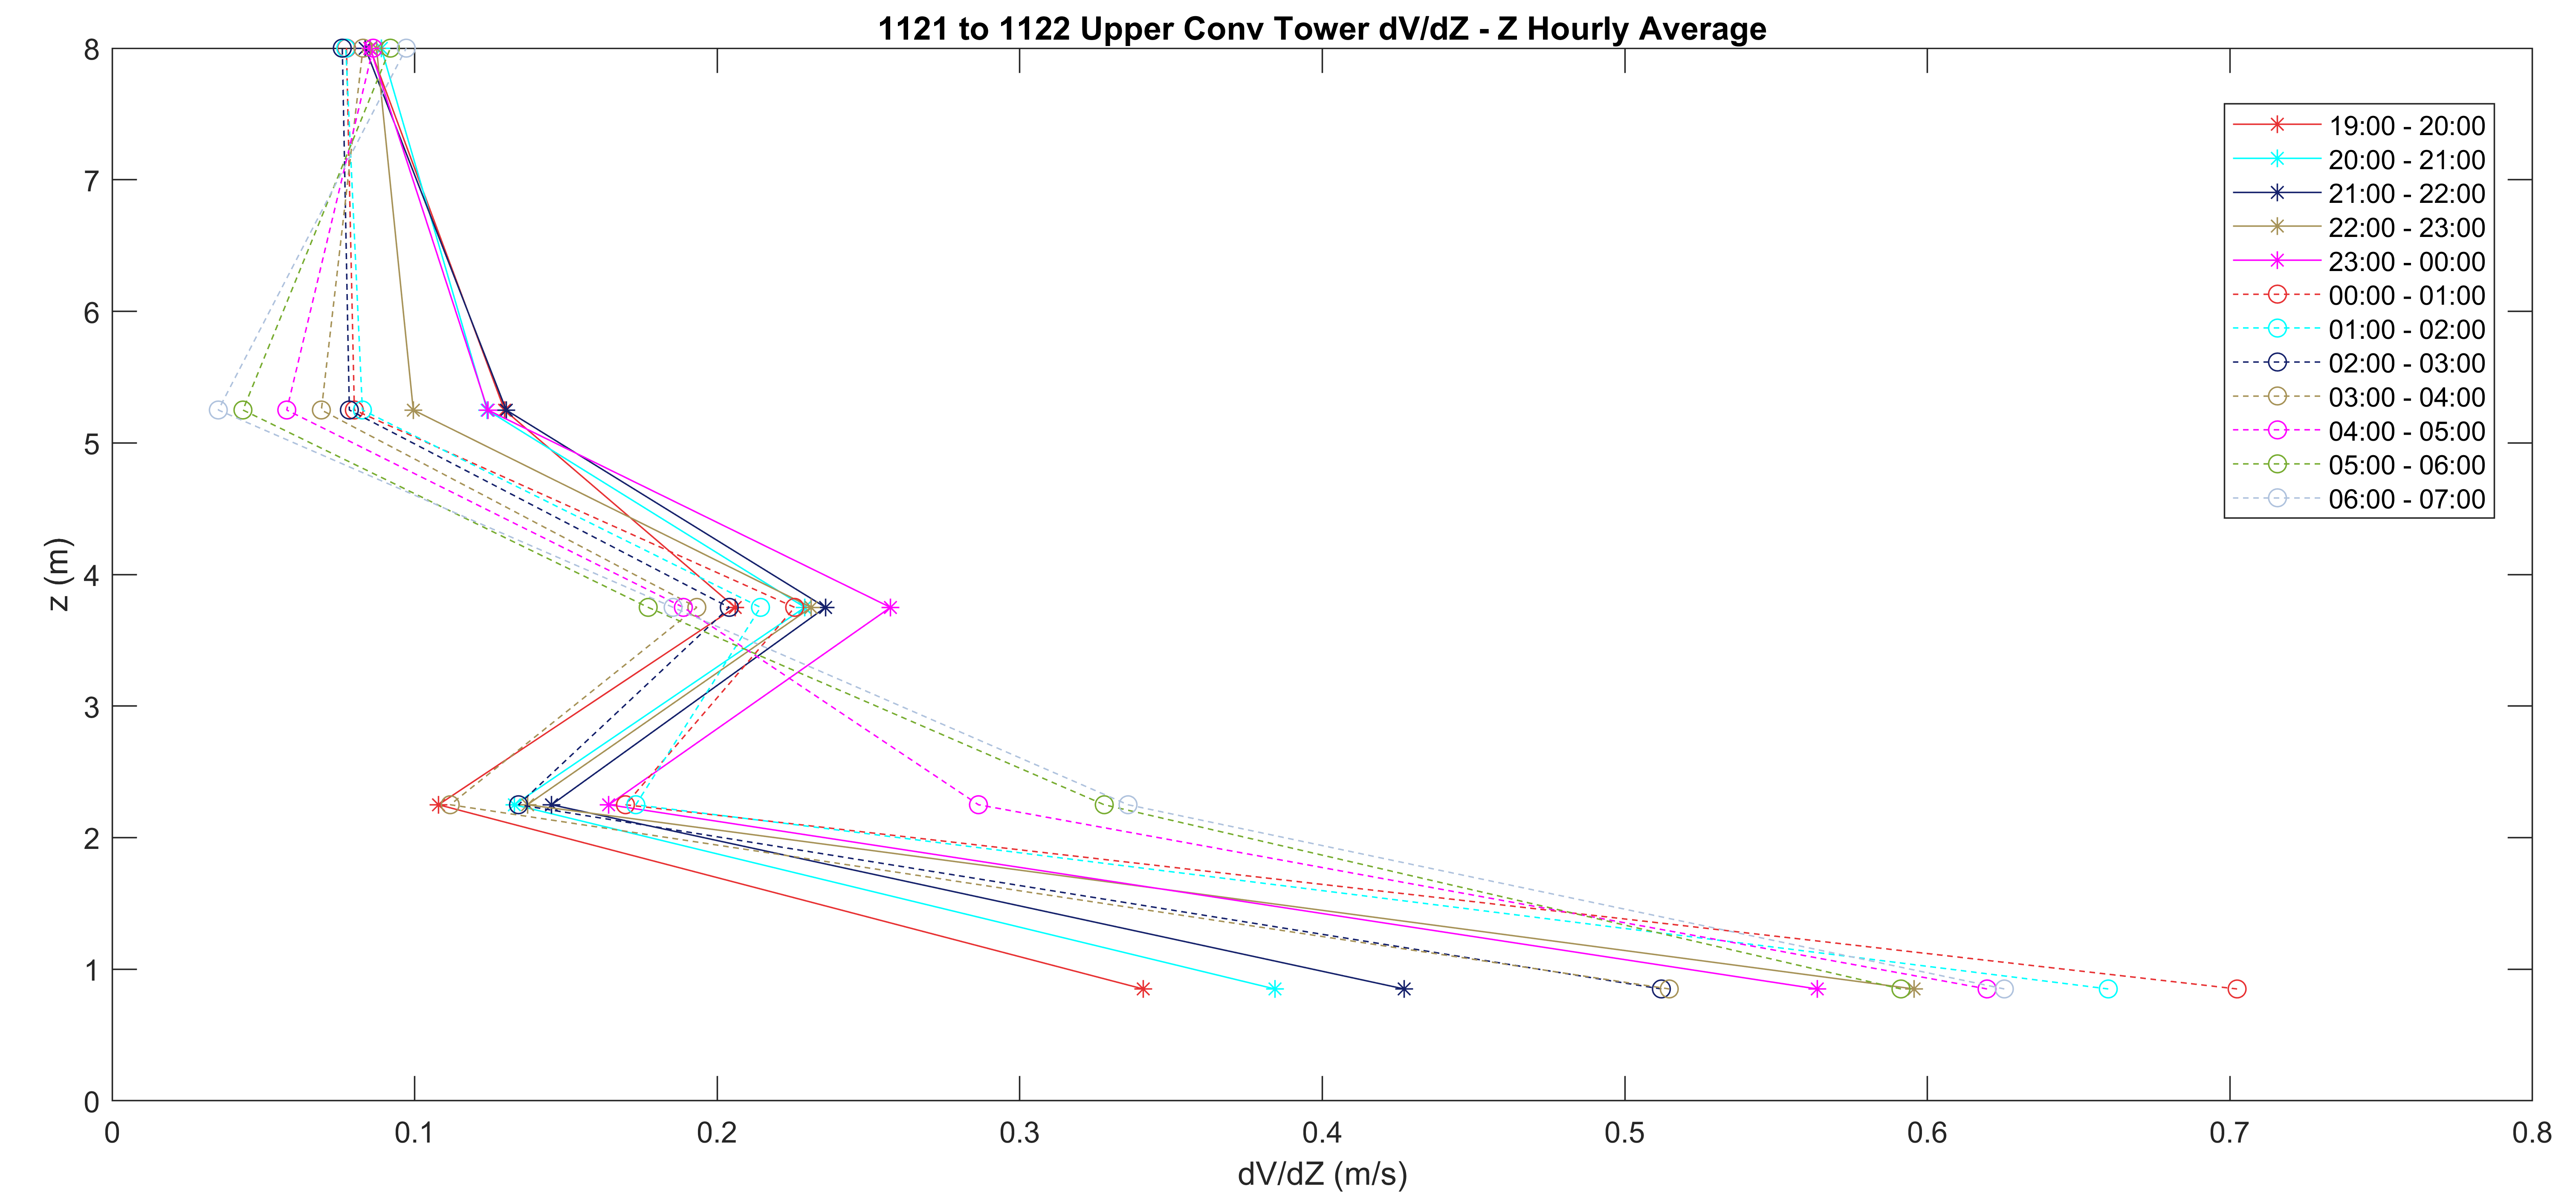 1121 to 1122 Upper Conv Tower dV/dZ - Z Hourly Average
8
7
6
5
4
3
2
1
0
z (m)
19:00 - 20:00
20:00 - 21:00
21:00 - 22:00
22:00 - 23:00
23:00 - 00:00
00:00 - 01:00
01:00 - 02:00
02:00 - 03:00
03:00 - 04:00
04:00 - 05:00
05:00 - 06:00
06:00 - 07:00
0 0.1 0.2 0.3 0.4 0.5 0.6 0.7 0.8
dV/dZ (m/s)